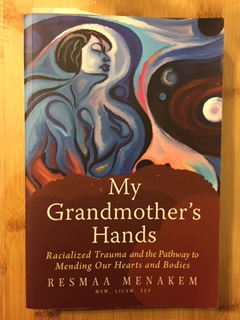 My
Grandmother's
Hands
Racialized Trauma and the Pathway to
Mending Our Hearts and Bodies
RESMAA MENAKEM
MSW, LICSW, SEP